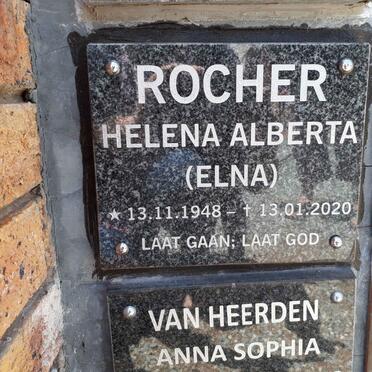 ROCHER
HELENA ALBERTA
(ELNA)
★ 13.11.1948 – † 13.01.2020
LAAT GAAN; LAAT GOD
VAN HEERDEN
ANNA SOPHIA